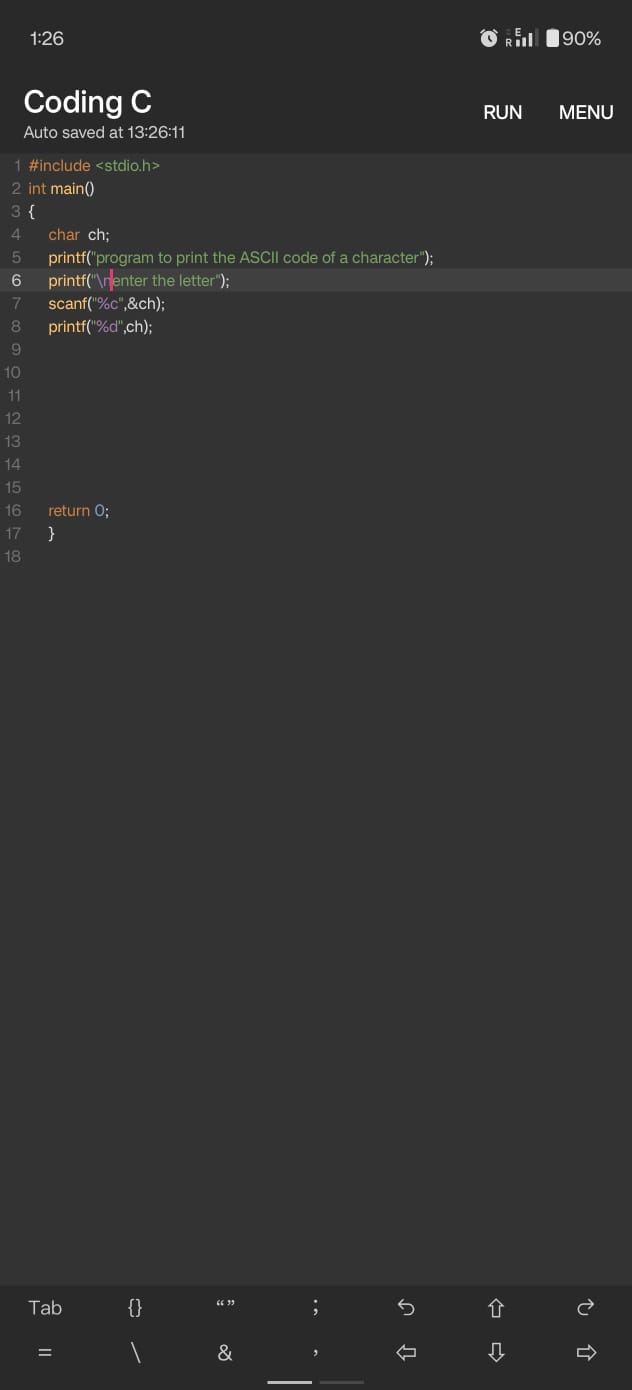 1:26
R E 90%
Coding C
RUN MENU
Auto saved at 13:26:11
1 #include <stdio.h>
2 int main()
3 {
4 char ch;
5 printf("program to print the ASCII code of a character");
6 printf("\nenter the letter");
7 scanf("%c",&ch);
8 printf("%d",ch);
9
10
11
12
13
14
15
16 return 0;
17 }
18
Tab {} “” ;
= \ & ,